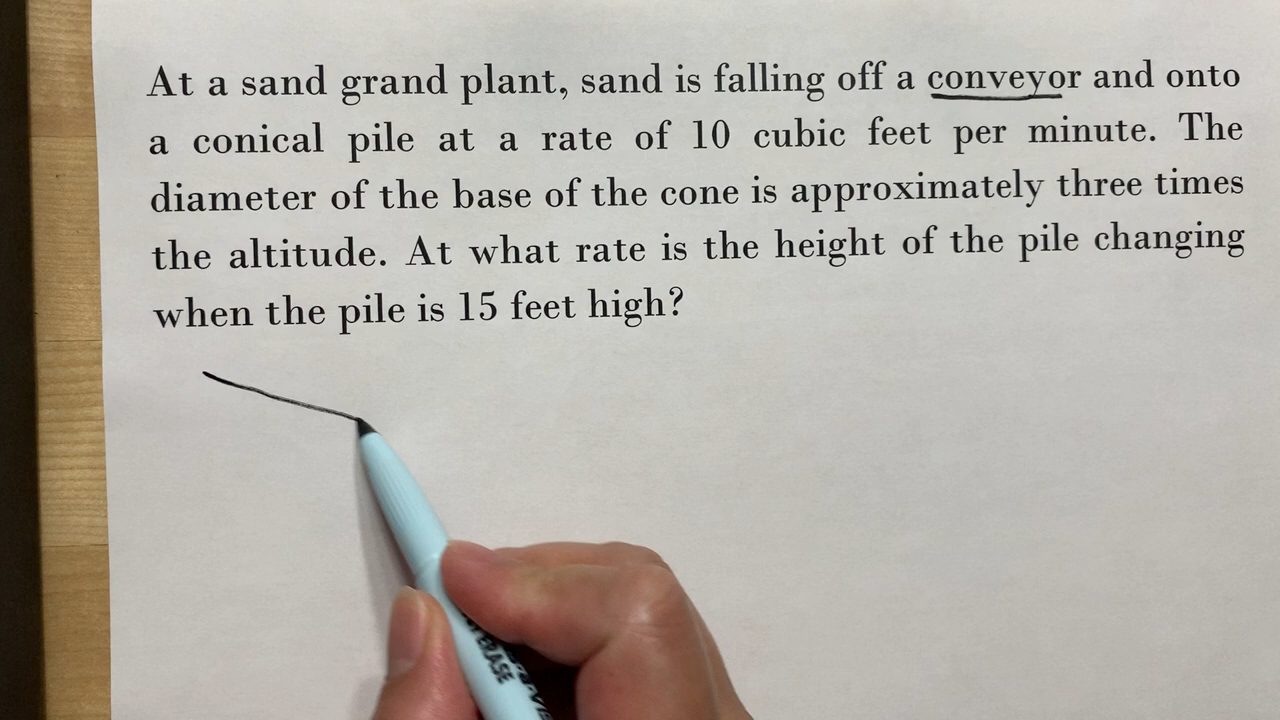 At a sand grand plant, sand is falling off a conveyor and onto
a conical pile at a rate of 10 cubic feet per minute. The
diameter of the base of the cone is approximately three times
the altitude. At what rate is the height of the pile changing
when the pile is 15 feet high?